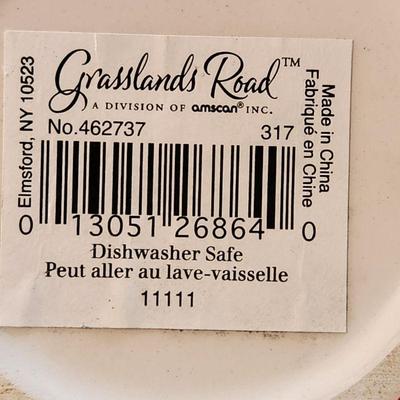 Grasslands Road™
A DIVISION OF amscan® INC.
No.462737 317
Elmsford, NY 10523
Made in China
Fabriqué en Chine
0 13051 26864 0
Dishwasher Safe
Peut aller au lave-vaisselle
11111